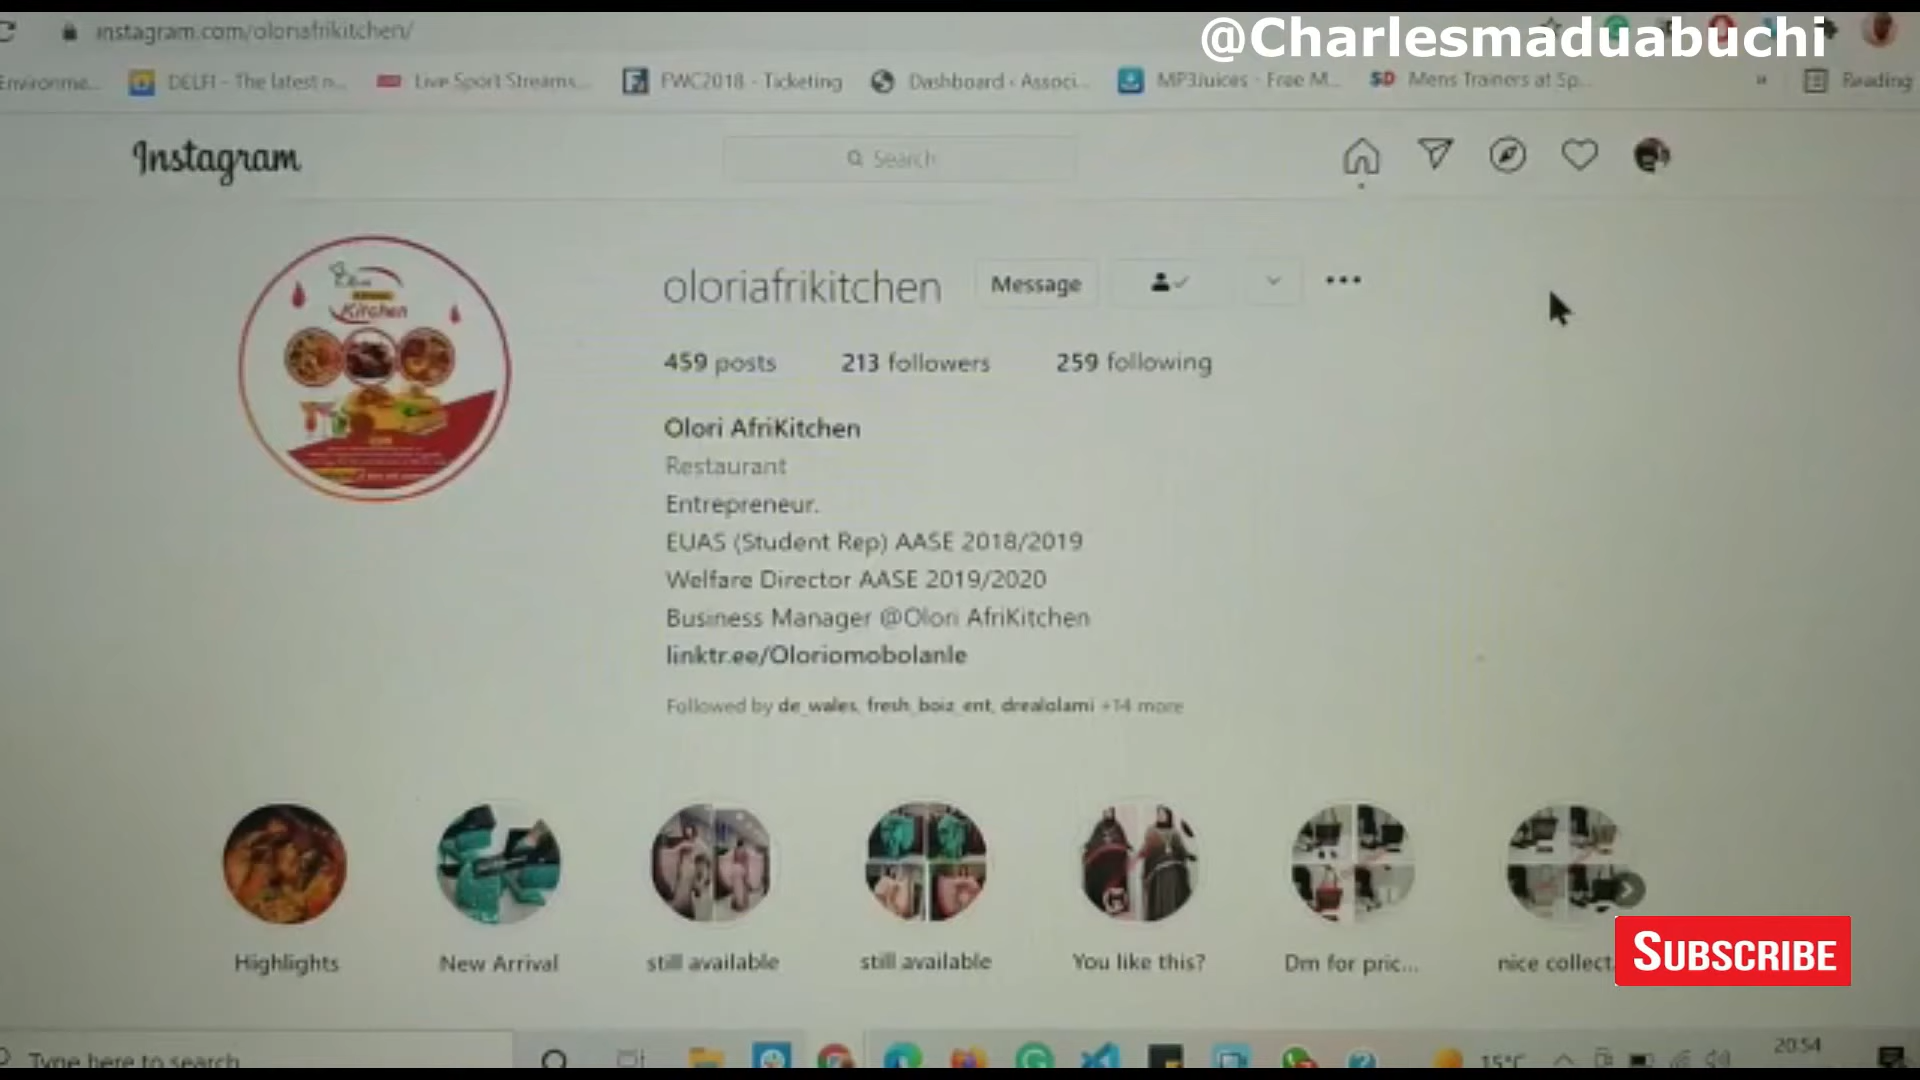 instagram.com/oloriafrikitchen/
@Charlesmaduabuchi
Environme... DELFI - The latest n... Live Sport Streams... FWC2018 - Ticketing Dashboard ‹ Associ... MP3Juices - Free M... SD Mens Trainers at Sp... » Reading
Instagram
Search
oloriafrikitchen Message
459 posts 213 followers 259 following
Kitchen
Olori AfriKitchen
Restaurant
Entrepreneur.
EUAS (Student Rep) AASE 2018/2019
Welfare Director AASE 2019/2020
Business Manager @Olori AfriKitchen
linktr.ee/Oloriomobolanle
Followed by de_wales, fresh_boiz_ent, drealolami +14 more
Highlights New Arrival still available still available You like this? Dm for pric... nice collect
SUBSCRIBE
Type here to search 15°C 20:54